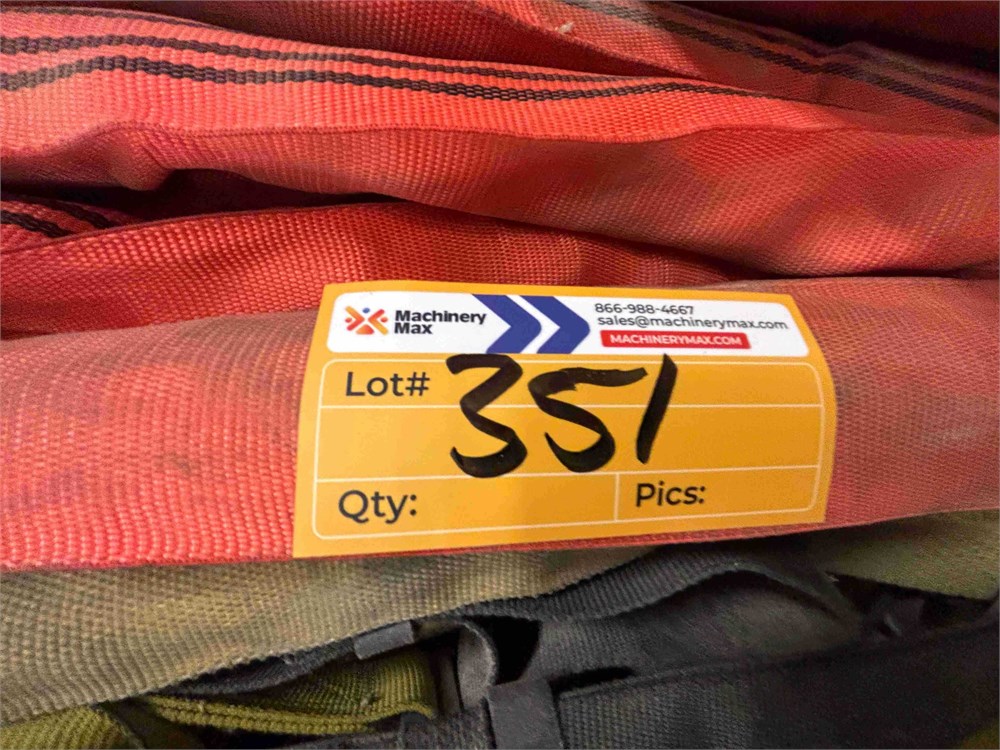 Machinery
Max
866-988-4667
sales@machinerymax.com
MACHINERYMAX.COM
Lot# 351
Qty:
Pics: